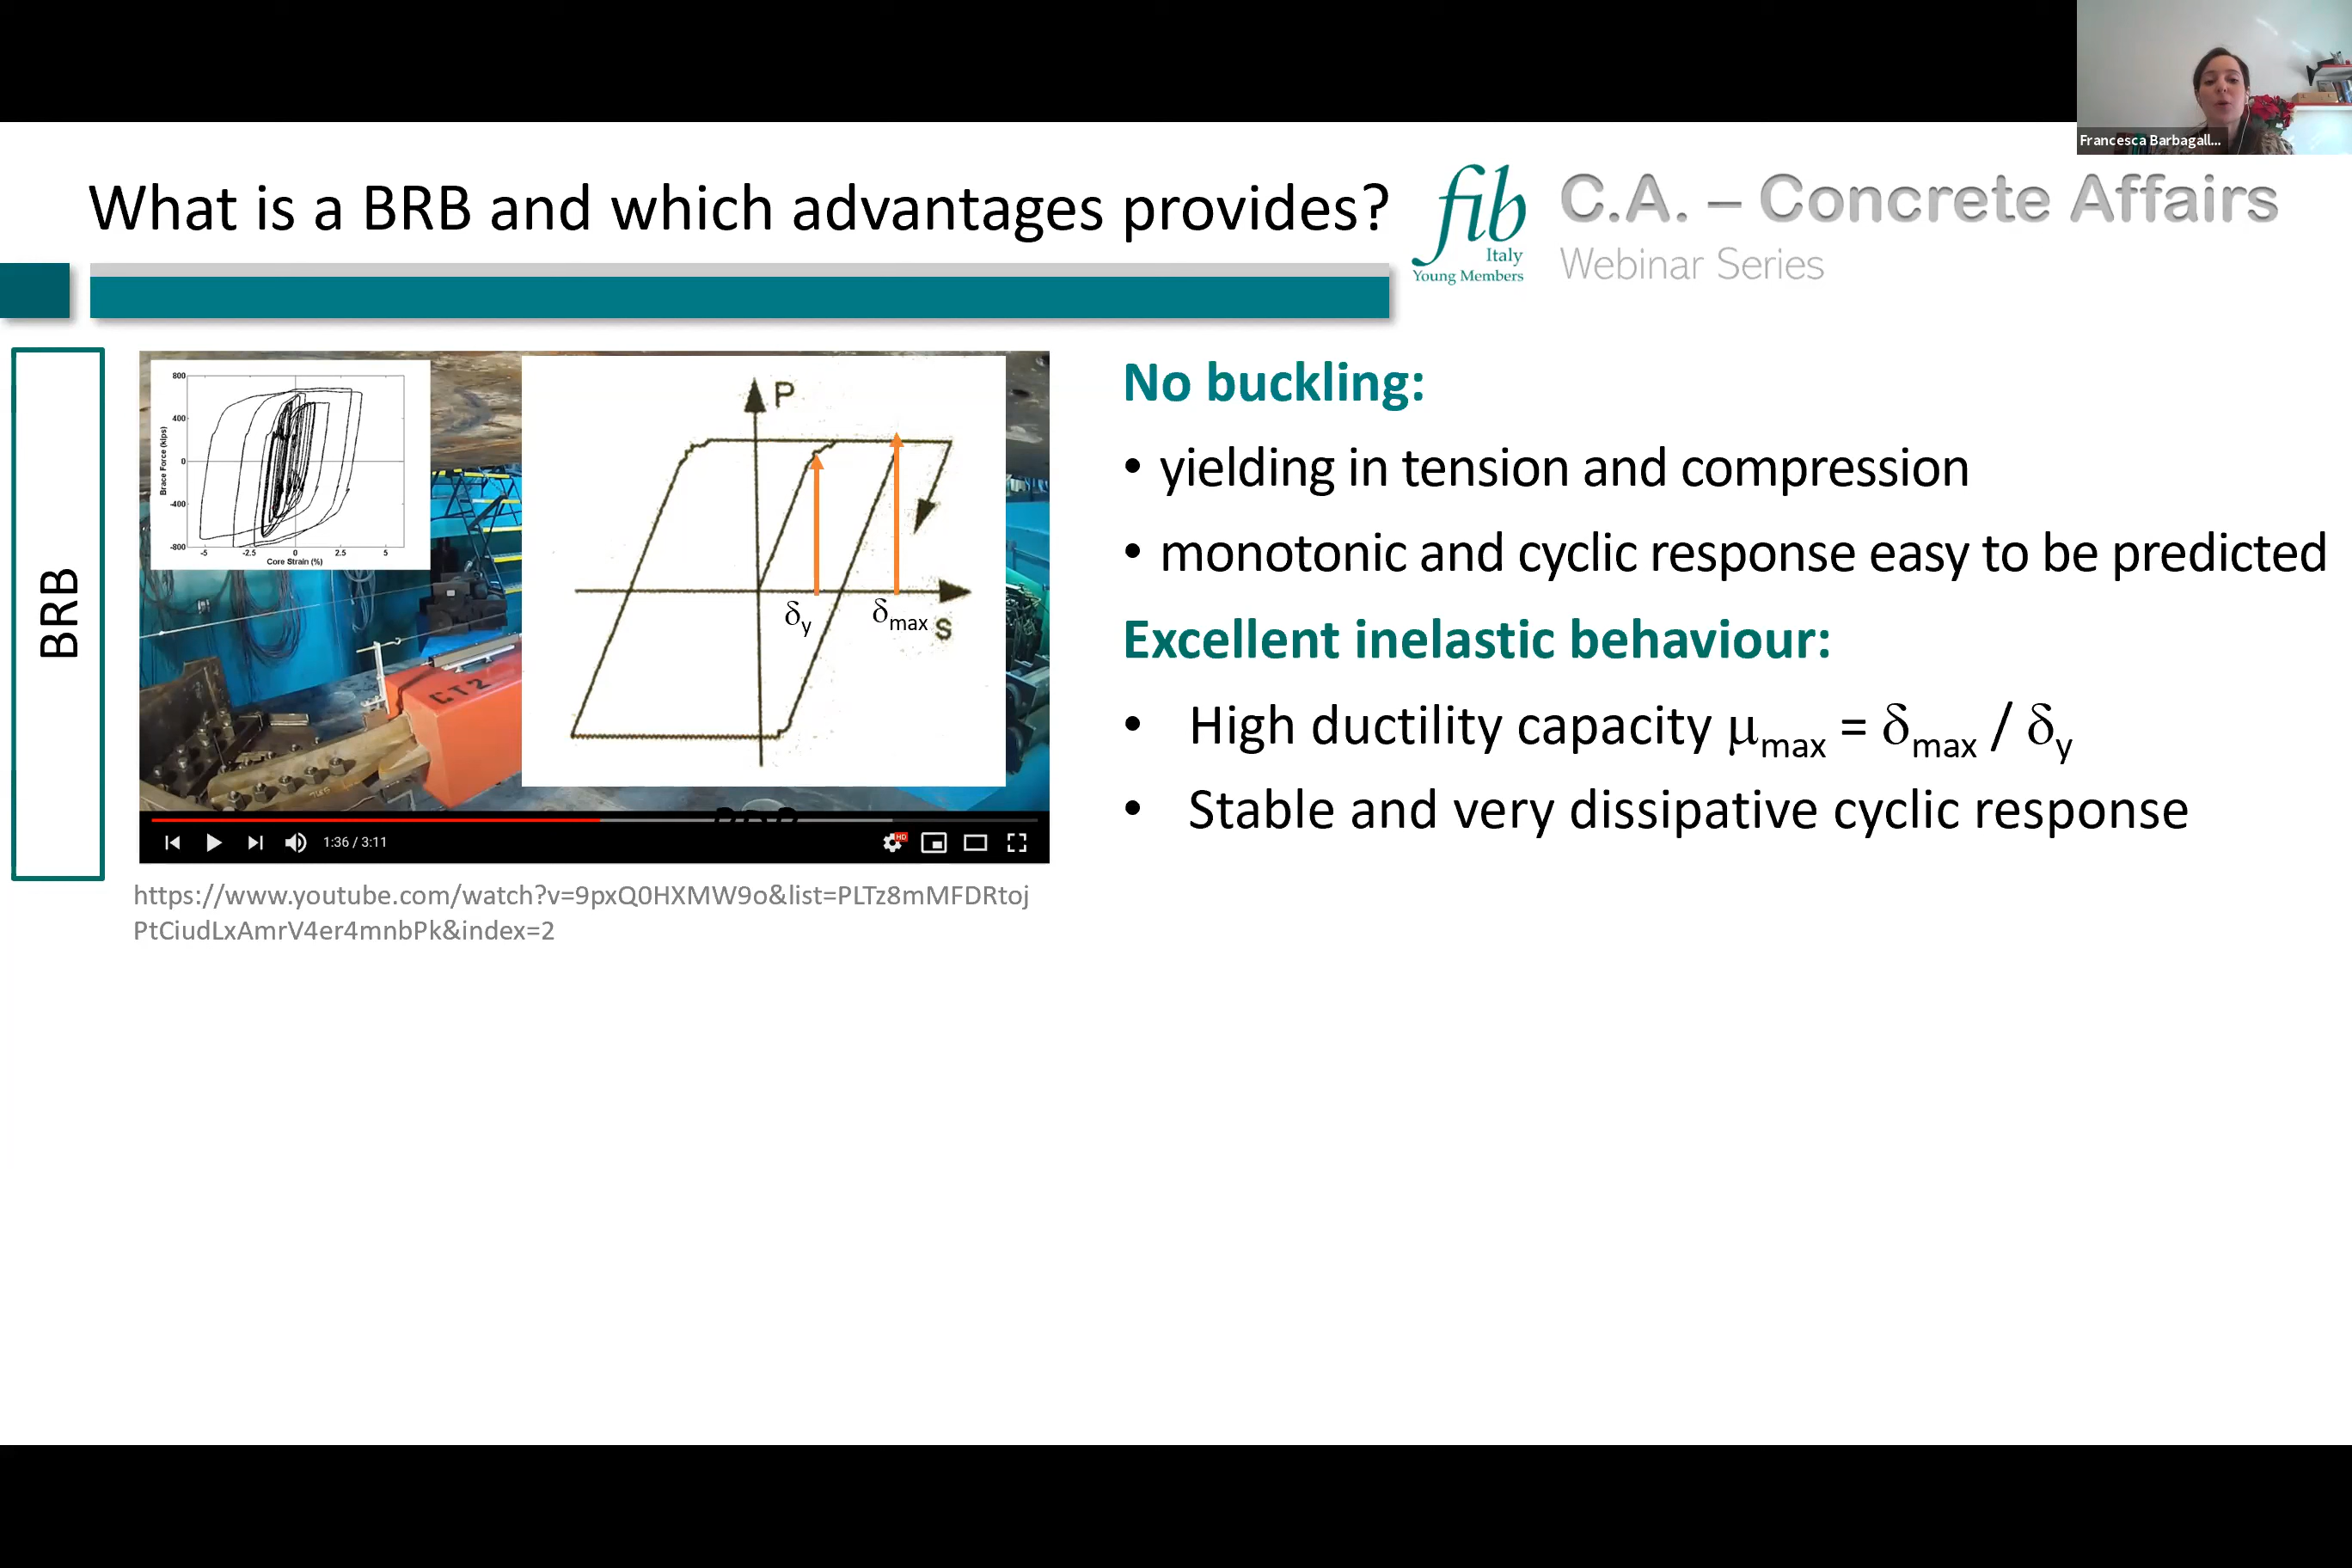 Francesca Barbagall...
What is a BRB and which advantages provides?
fib
Italy
Young Members
C.A. – Concrete Affairs
Webinar Series
BRB
800
400
0
-400
-800
-5
-2.5
0
2.5
5
Brace Force (kips)
Core Strain (%)
P
δy
δmax
S
CT2
1:36 / 3:11
HD
https://www.youtube.com/watch?v=9pxQ0HXMW9o&list=PLTz8mMFDRtoj
PtCiudLxAmrV4er4mnbPk&index=2
No buckling:
• yielding in tension and compression
• monotonic and cyclic response easy to be predicted
Excellent inelastic behaviour:
• High ductility capacity μmax = δmax / δy
• Stable and very dissipative cyclic response